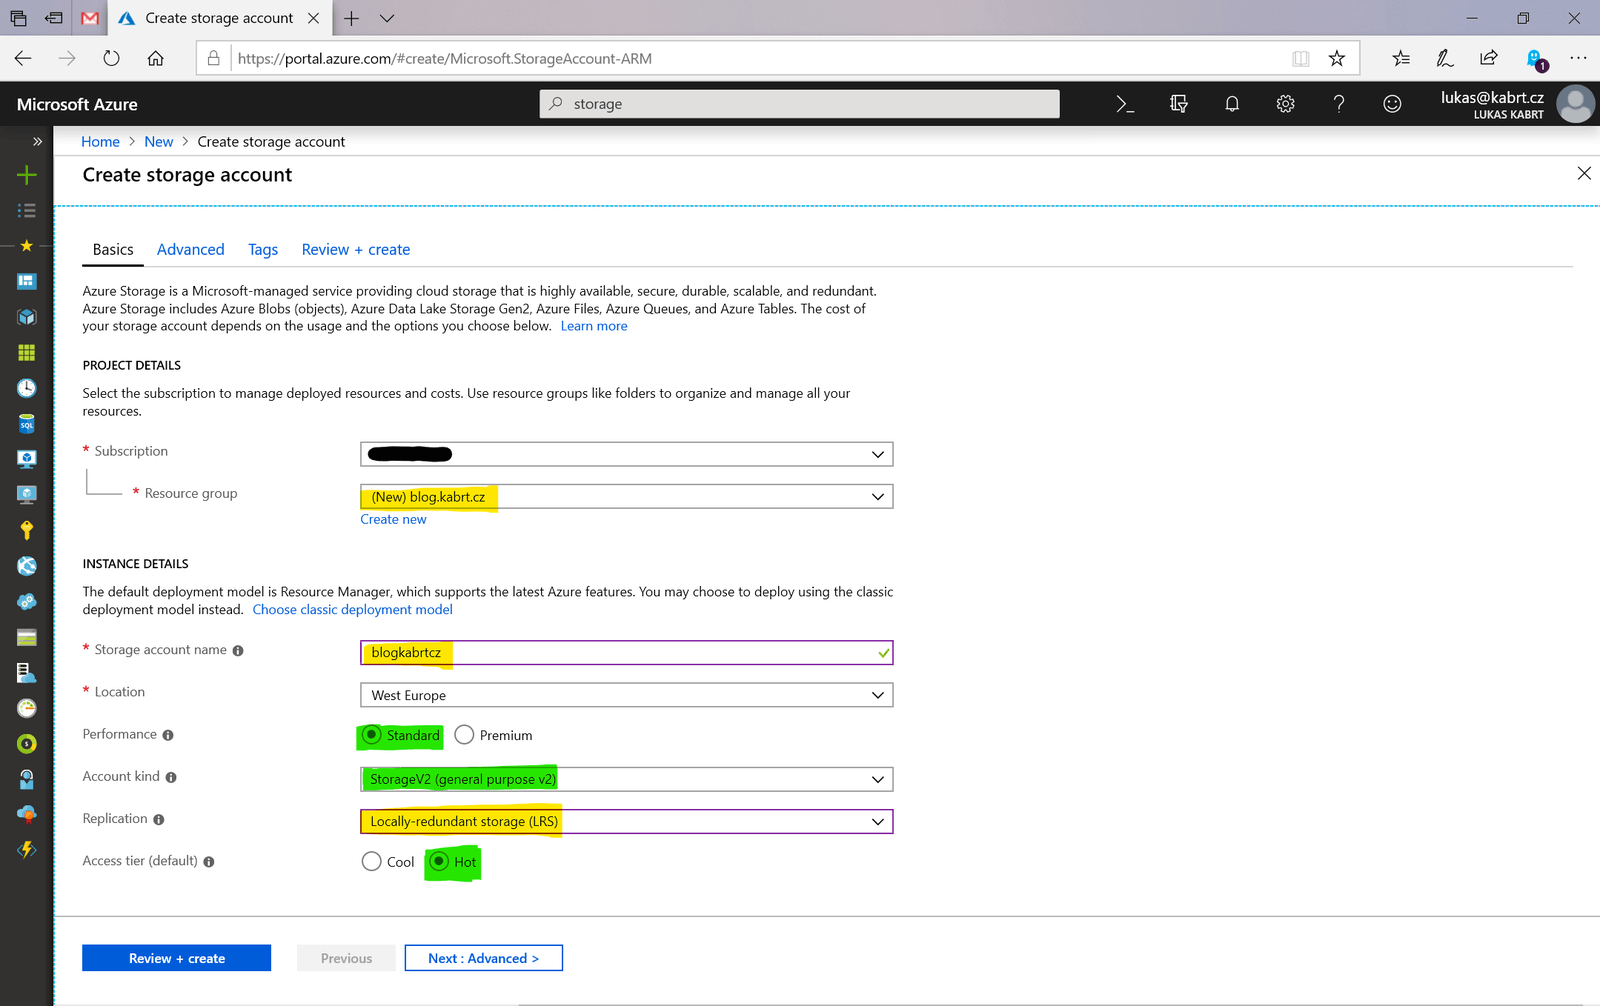 Create storage account
https://portal.azure.com/#create/Microsoft.StorageAccount-ARM
1
Microsoft Azure
storage
lukas@kabrt.cz
LUKAS KABRT
Home > New > Create storage account
Create storage account
Basics Advanced Tags Review + create
Azure Storage is a Microsoft-managed service providing cloud storage that is highly available, secure, durable, scalable, and redundant.
Azure Storage includes Azure Blobs (objects), Azure Data Lake Storage Gen2, Azure Files, Azure Queues, and Azure Tables. The cost of
your storage account depends on the usage and the options you choose below. Learn more
PROJECT DETAILS
Select the subscription to manage deployed resources and costs. Use resource groups like folders to organize and manage all your
resources.
* Subscription
* Resource group (New) blog.kabrt.cz
Create new
INSTANCE DETAILS
The default deployment model is Resource Manager, which supports the latest Azure features. You may choose to deploy using the classic
deployment model instead. Choose classic deployment model
* Storage account name blogkabrtcz
* Location West Europe
Performance Standard Premium
Account kind StorageV2 (general purpose v2)
Replication Locally-redundant storage (LRS)
Access tier (default) Cool Hot
Review + create Previous Next : Advanced >